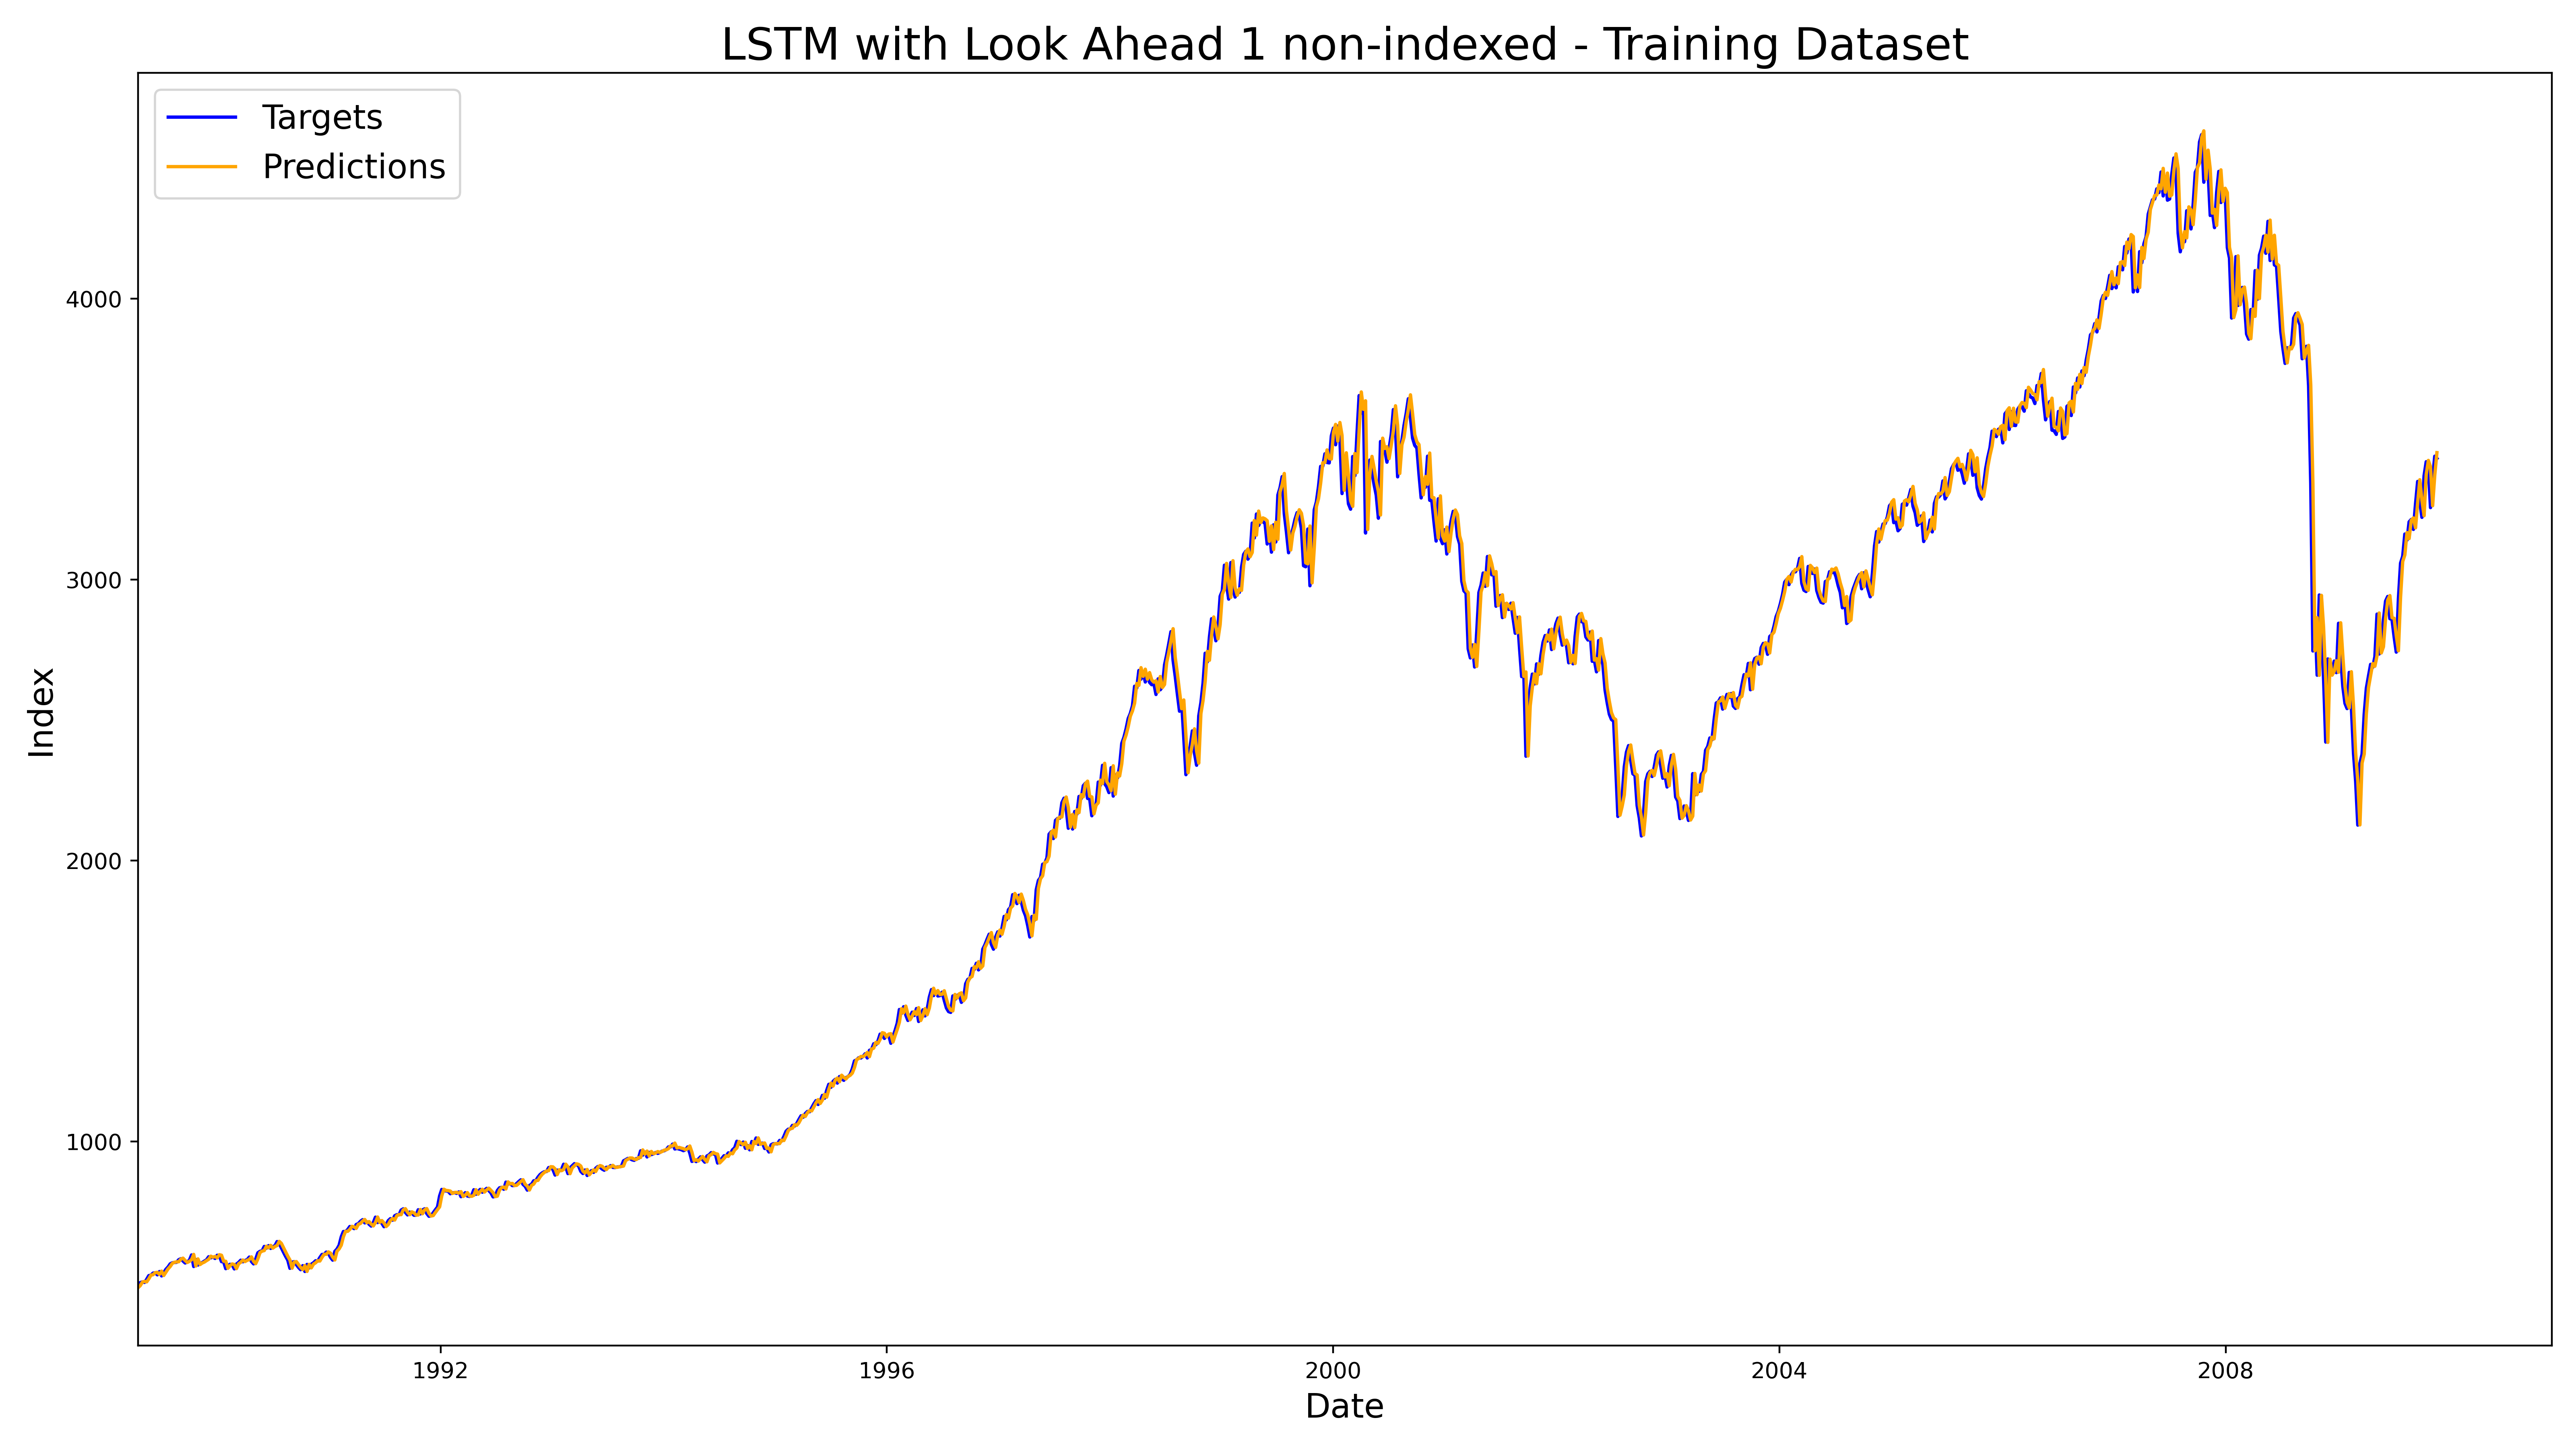 LSTM with Look Ahead 1 non-indexed - Training Dataset
Targets
Predictions
4000
3000
2000
1000
Index
1992
1996
2000
2004
2008
Date